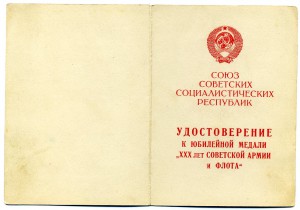 СОЮЗ
СОВЕТСКИХ
СОЦИАЛИСТИЧЕСКИХ
РЕСПУБЛИК
УДОСТОВЕРЕНИЕ
К ЮБИЛЕЙНОЙ МЕДАЛИ
„XXX ЛЕТ СОВЕТСКОЙ АРМИИ
И ФЛОТА“